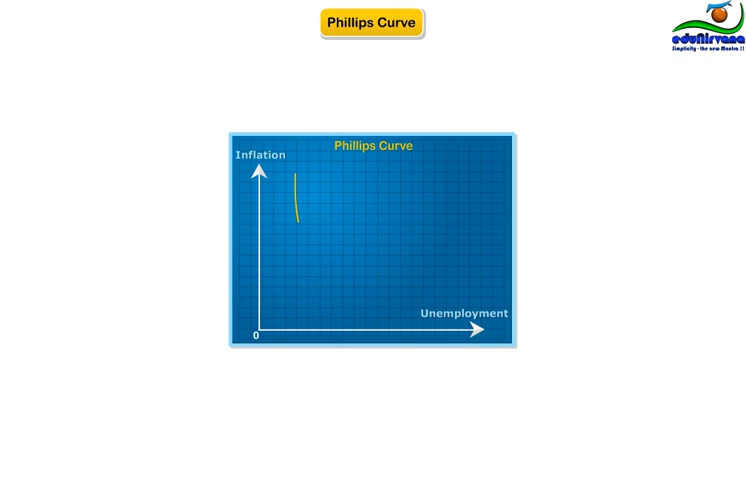 Phillips Curve
eduNirvana
Simplicity - the new Mantra !!
Phillips Curve
Inflation
Unemployment
0